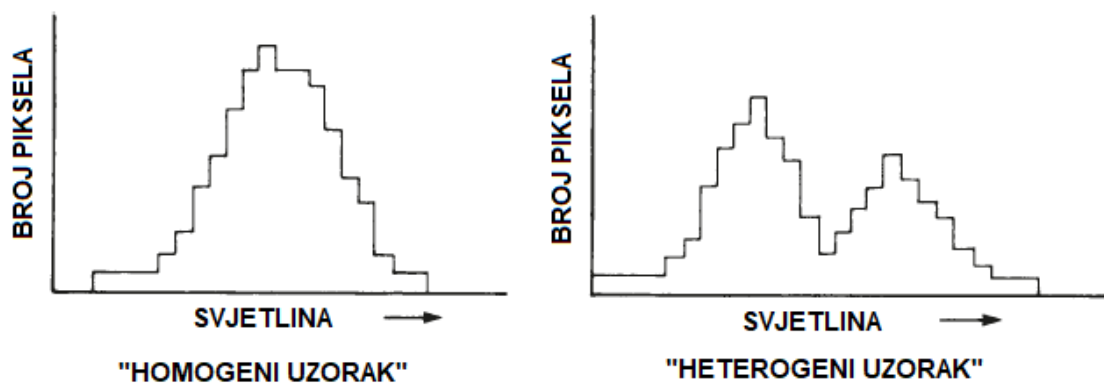 BROJ PIKSELA
SVJETLINA
"HOMOGENI UZORAK"
BROJ PIKSELA
SVJETLINA
"HETEROGENI UZORAK"